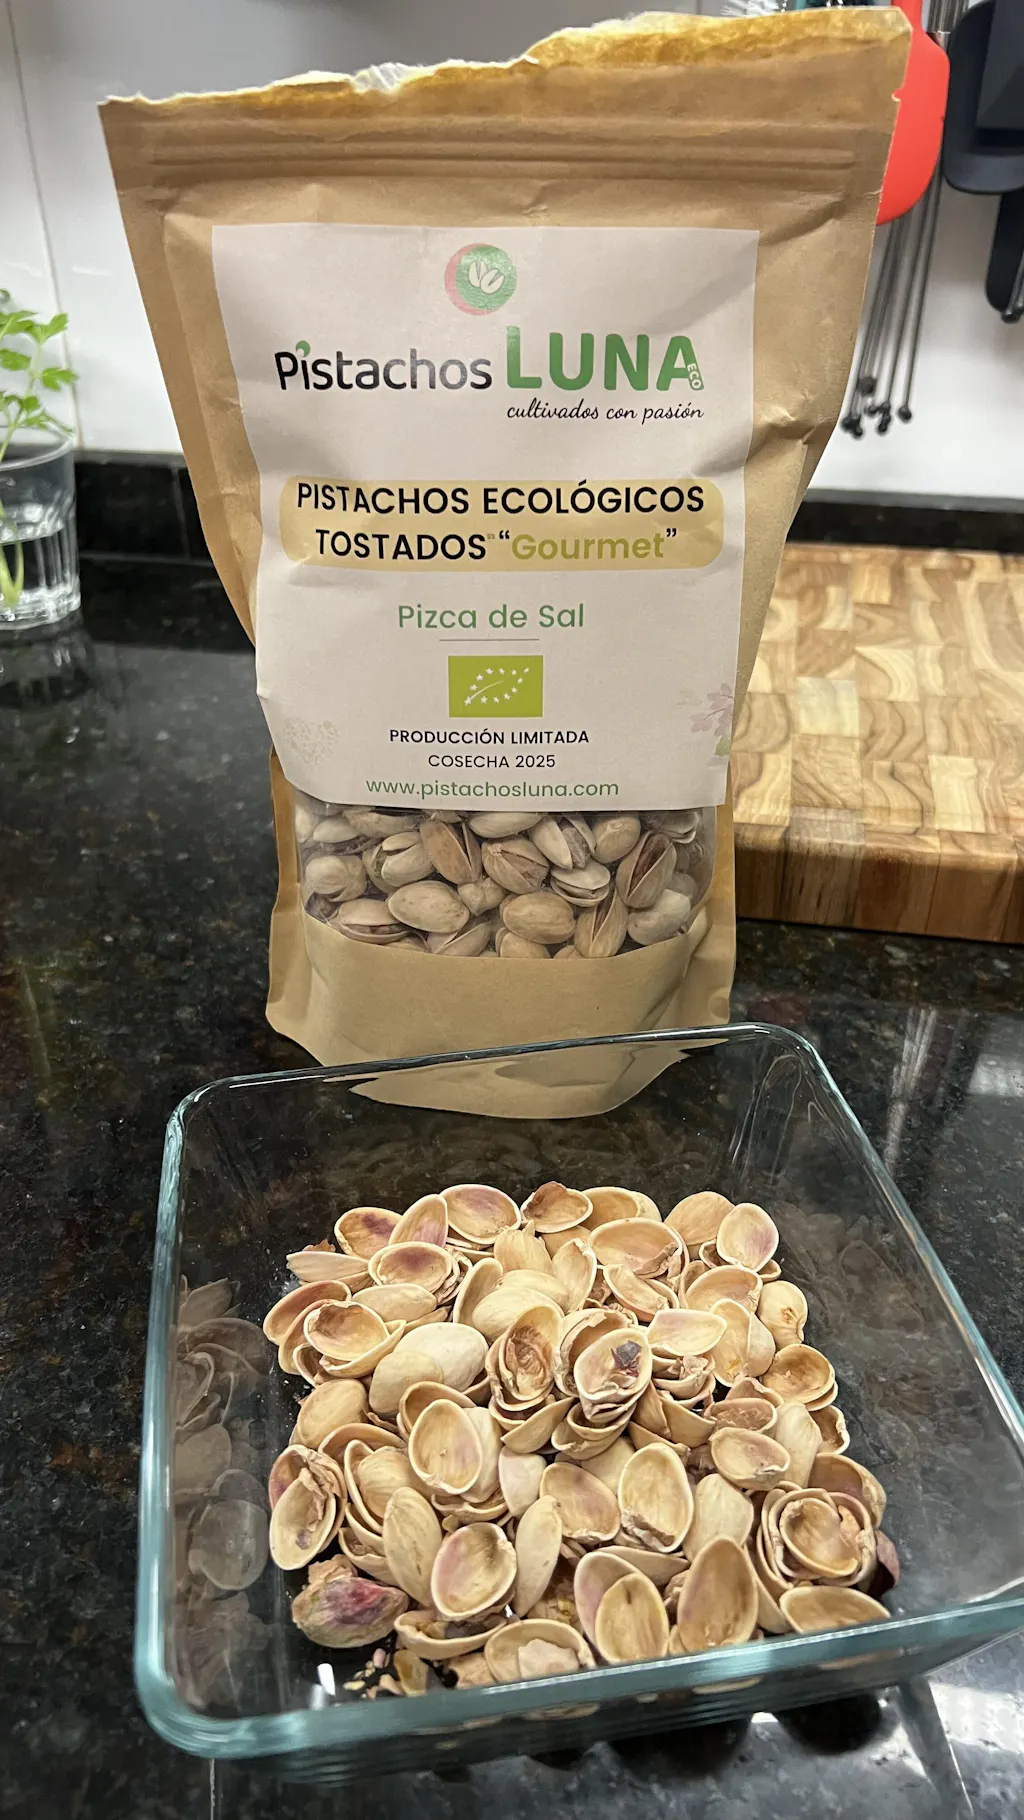 Pistachos LUNA ECO
cultivados con pasión
PISTACHOS ECOLÓGICOS
TOSTADOS "Gourmet"
Pizca de Sal
PRODUCCIÓN LIMITADA
COSECHA 2025
www.pistachosluna.com